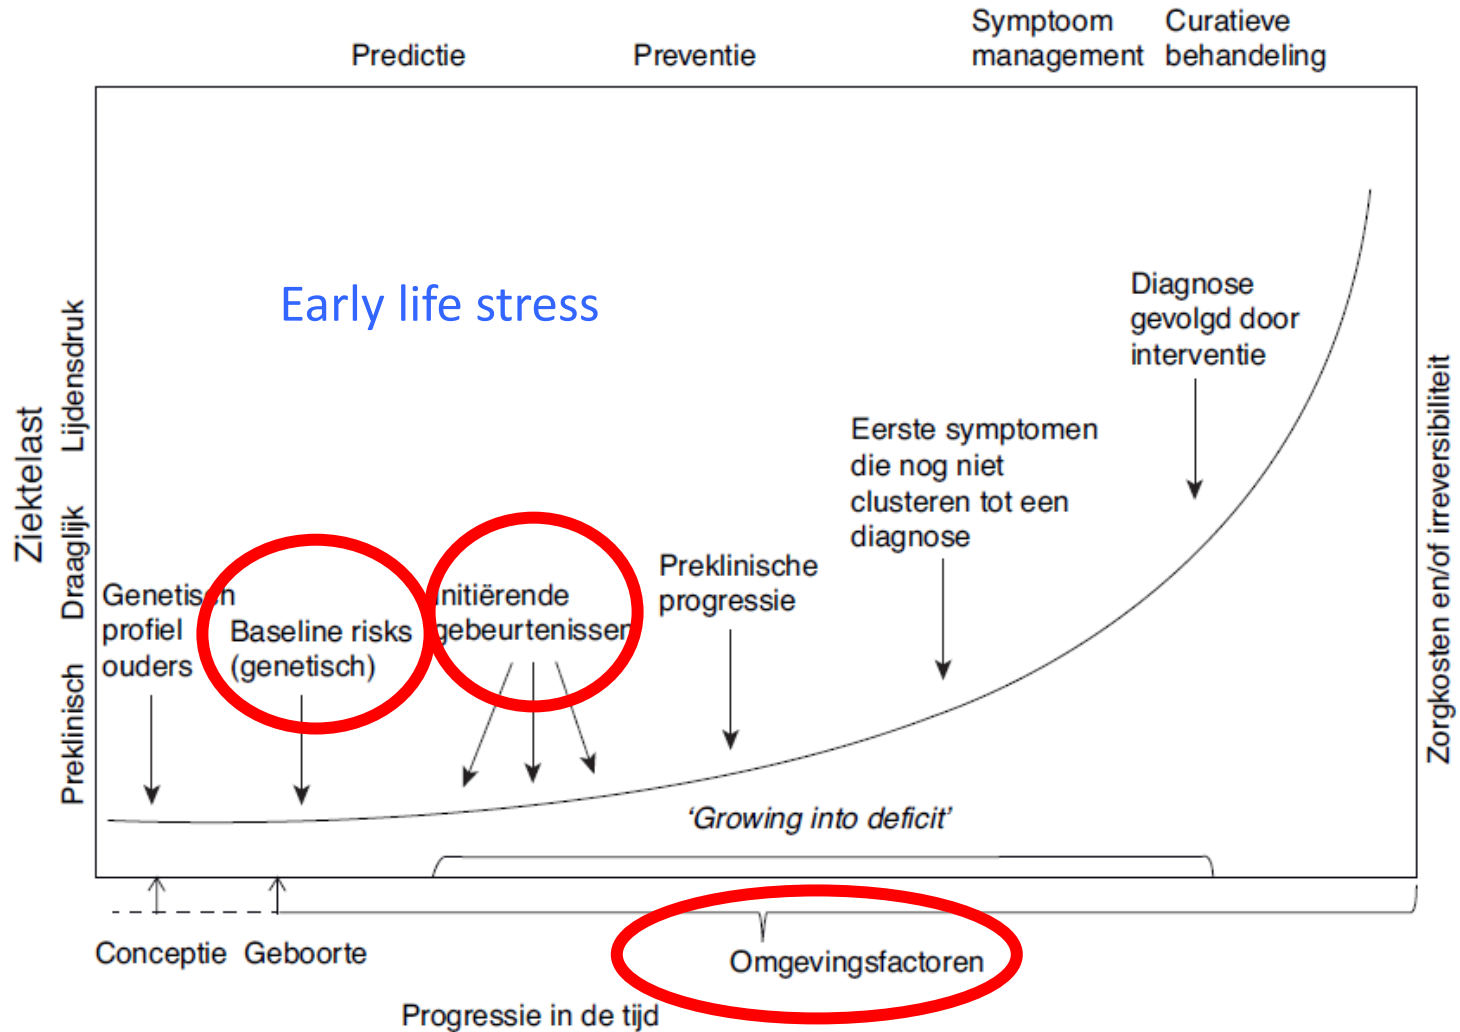 Predictie
Preventie
Symptoom
management
Curatieve
behandeling
Early life stress
Ziektelast
Preklinisch
Draaglijk
Lijdensdruk
Genetisch
profiel
ouders
Baseline risks
(genetisch)
Initiërende
gebeurtenissen
Preklinische
progressie
Eerste symptomen
die nog niet
clusteren tot een
diagnose
Diagnose
gevolgd door
interventie
Zorgkosten en/of irreversibiliteit
‘Growing into deficit’
Conceptie
Geboorte
Omgevingsfactoren
Progressie in de tijd